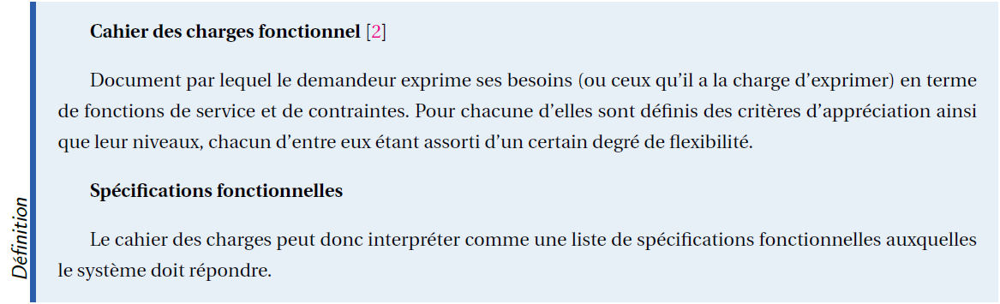 Cahier des charges fonctionnel [2]
Document par lequel le demandeur exprime ses besoins (ou ceux qu'il a la charge d'exprimer) en terme
de fonctions de service et de contraintes. Pour chacune d'elles sont définis des critères d'appréciation ainsi
que leur niveaux, chacun d'entre eux étant assorti d'un certain degré de flexibilité.
Spécifications fonctionnelles
Le cahier des charges peut donc interpréter comme une liste de spécifications fonctionnelles auxquelles
le système doit répondre.
Définition